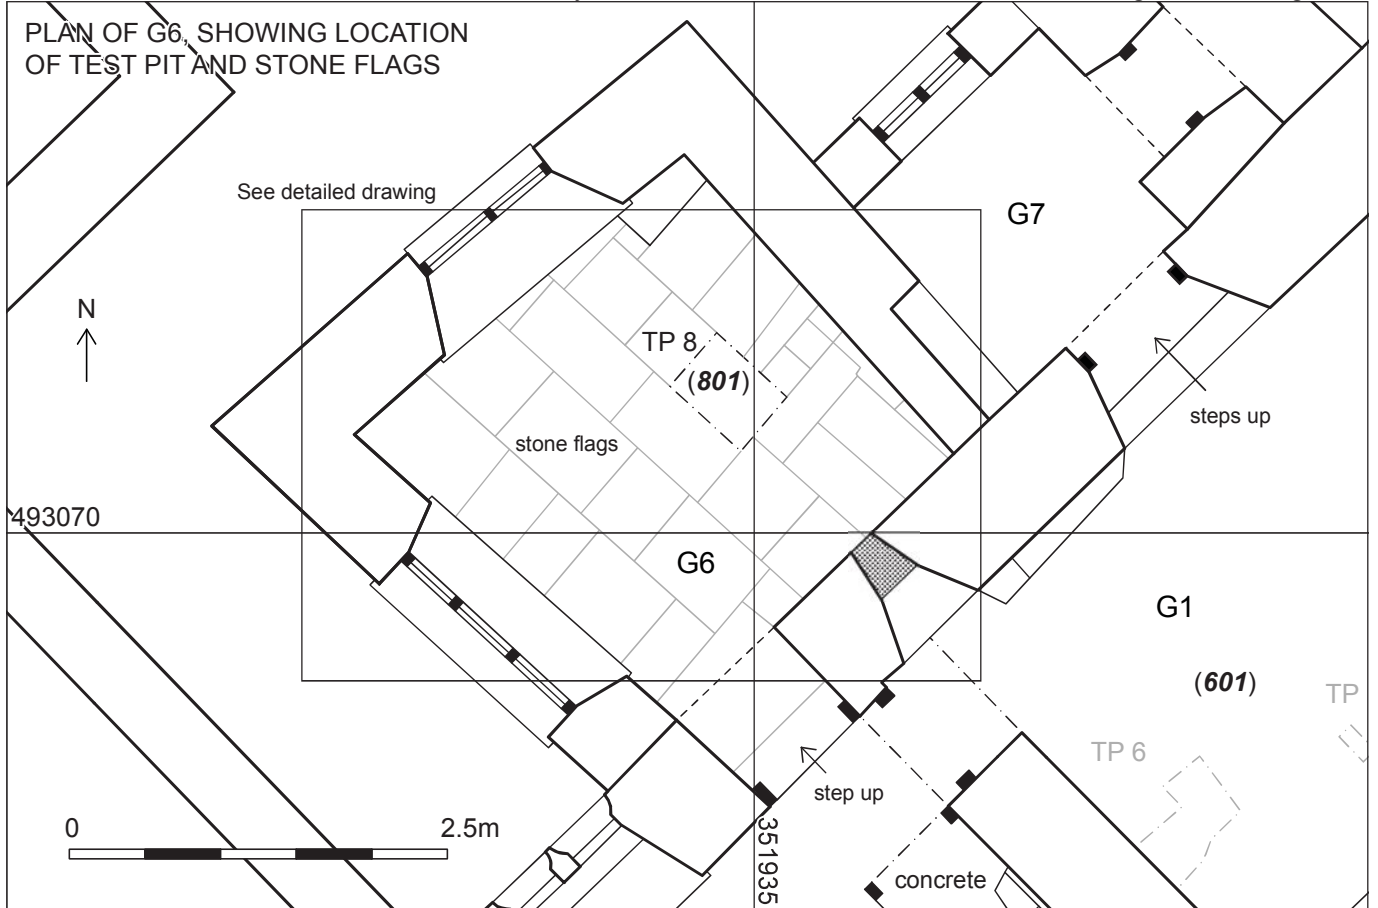 PLAN OF G6, SHOWING LOCATION
OF TEST PIT AND STONE FLAGS
See detailed drawing
G7
N
TP 8
(801)
steps up
stone flags
493070
G6
G1
(601)
TP
TP 6
step up
0 2.5m
351935
concrete